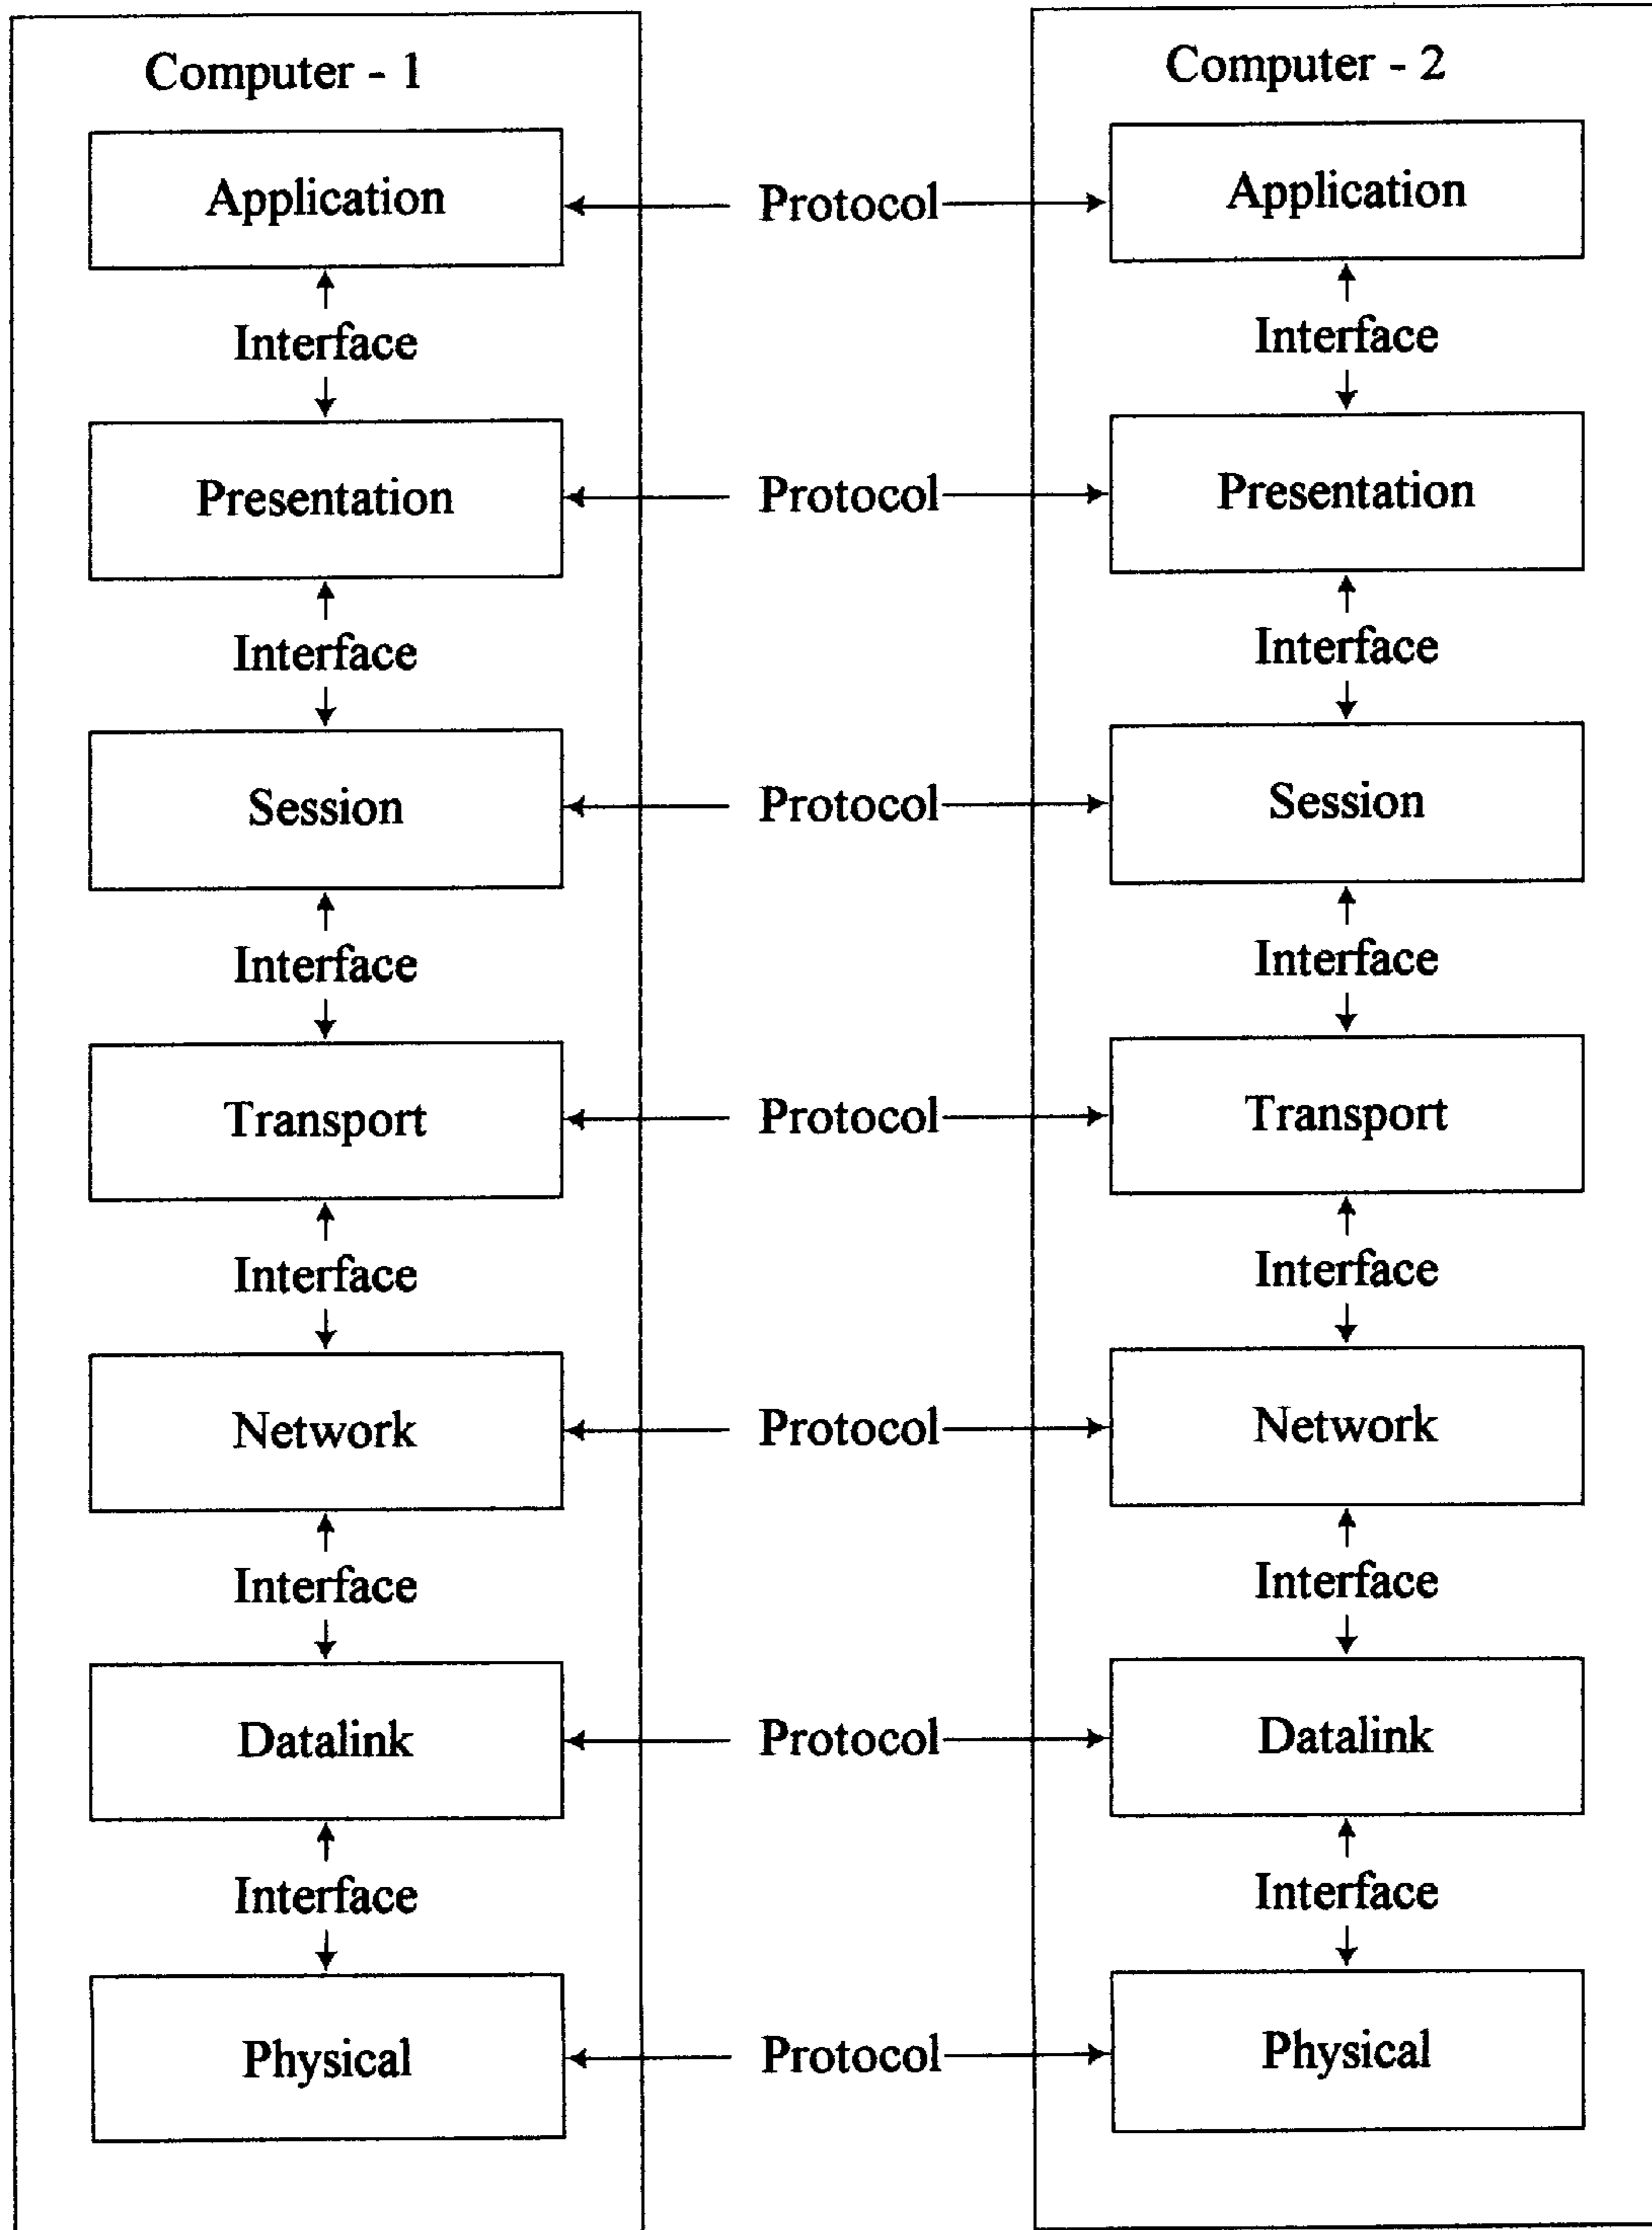 Computer - 1
Computer - 2
Application
Protocol
Application
Interface
Interface
Presentation
Protocol
Presentation
Interface
Interface
Session
Protocol
Session
Interface
Interface
Transport
Protocol
Transport
Interface
Interface
Network
Protocol
Network
Interface
Interface
Datalink
Protocol
Datalink
Interface
Interface
Physical
Protocol
Physical